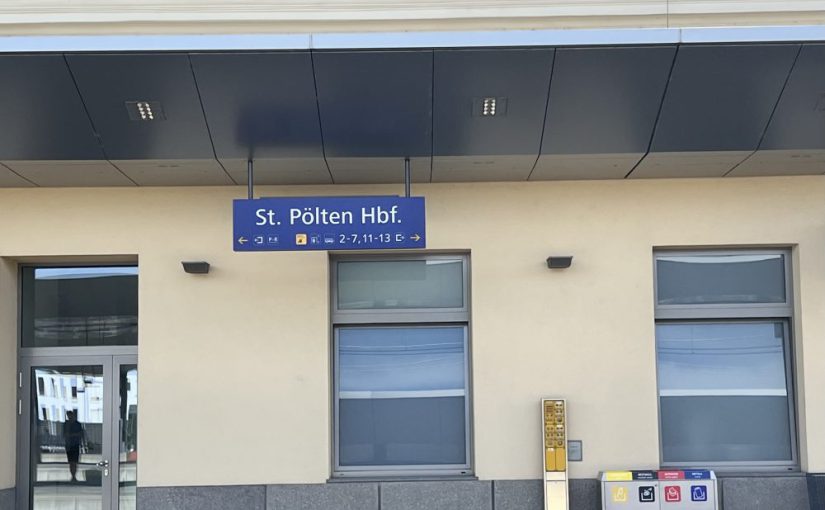 St. Pölten Hbf.
2-7, 11-13